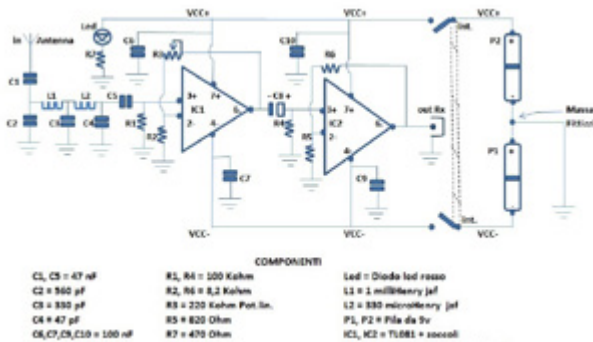 VCC+
VCC+
in Antenna
Led
R7
C6
R3
C10
R6
Int.
P2
C1
L1
L2
C5
3+
7+
IC1
6
2-
4
- C8 +
3+
7+
IC2
6
2-
4
out Rx
Massa
C2
C3
C4
R1
R2
R4
R5
C7
C9
P1
Int.
VCC-
VCC-
VCC-
COMPONENTI
C1, C5 = 47 nF
C2 = 560 pF
C3 = 330 pF
C4 = 47 pF
C6,C7,C9,C10 = 100 nF
R1, R4 = 100 Kohm
R2, R6 = 8,2 Kohm
R3 = 220 Kohm Pot.lin.
R5 = 820 Ohm
R7 = 470 Ohm
Led = Diodo led rosso
L1 = 1 milliHenry jaf
L2 = 330 microHenry jaf
P1, P2 = Pila da 9v
IC1, IC2 = TL081 + zoccoli